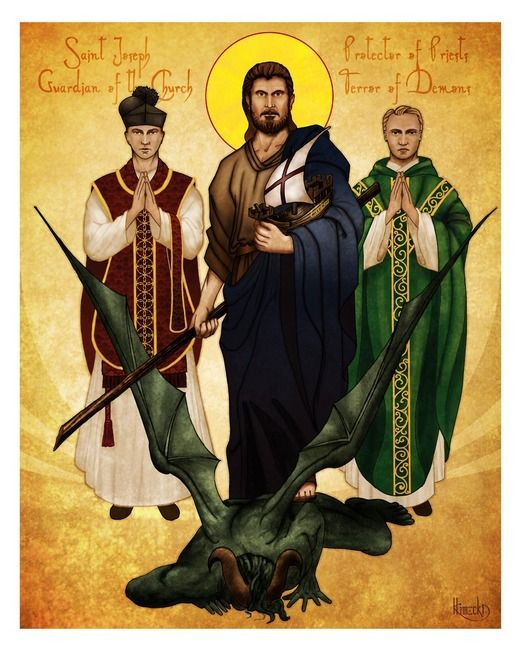 Saint Joseph
Guardian of the Church
Protector of Priests
Terror of Demons